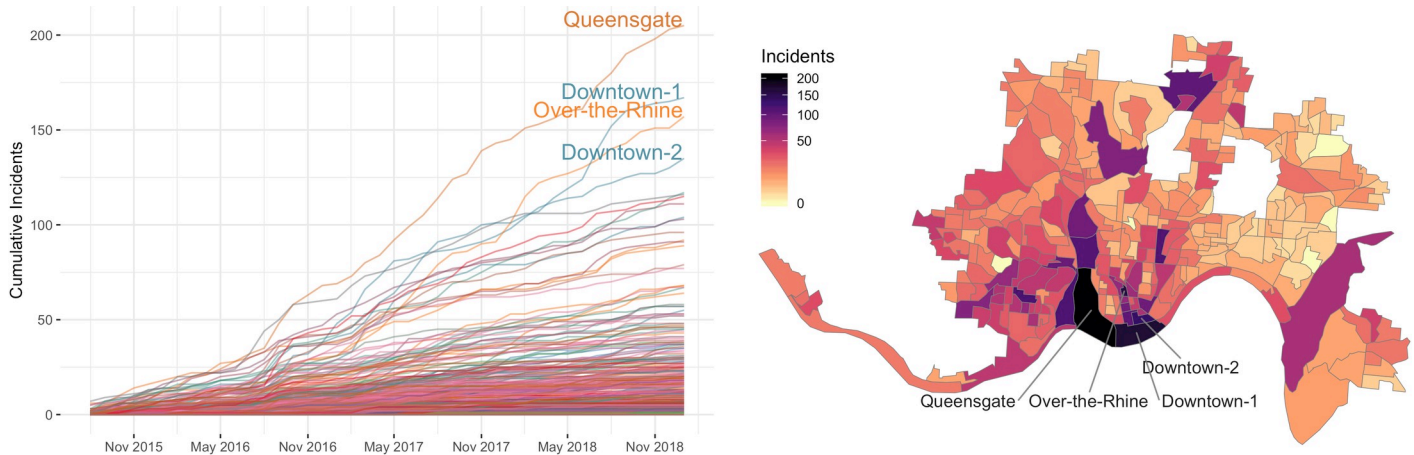 Cumulative Incidents
200
150
100
50
0
Queensgate
Downtown-1
Over-the-Rhine
Downtown-2
Nov 2015
May 2016
Nov 2016
May 2017
Nov 2017
May 2018
Nov 2018
Incidents
200
150
100
50
0
Downtown-2
Queensgate
Over-the-Rhine
Downtown-1